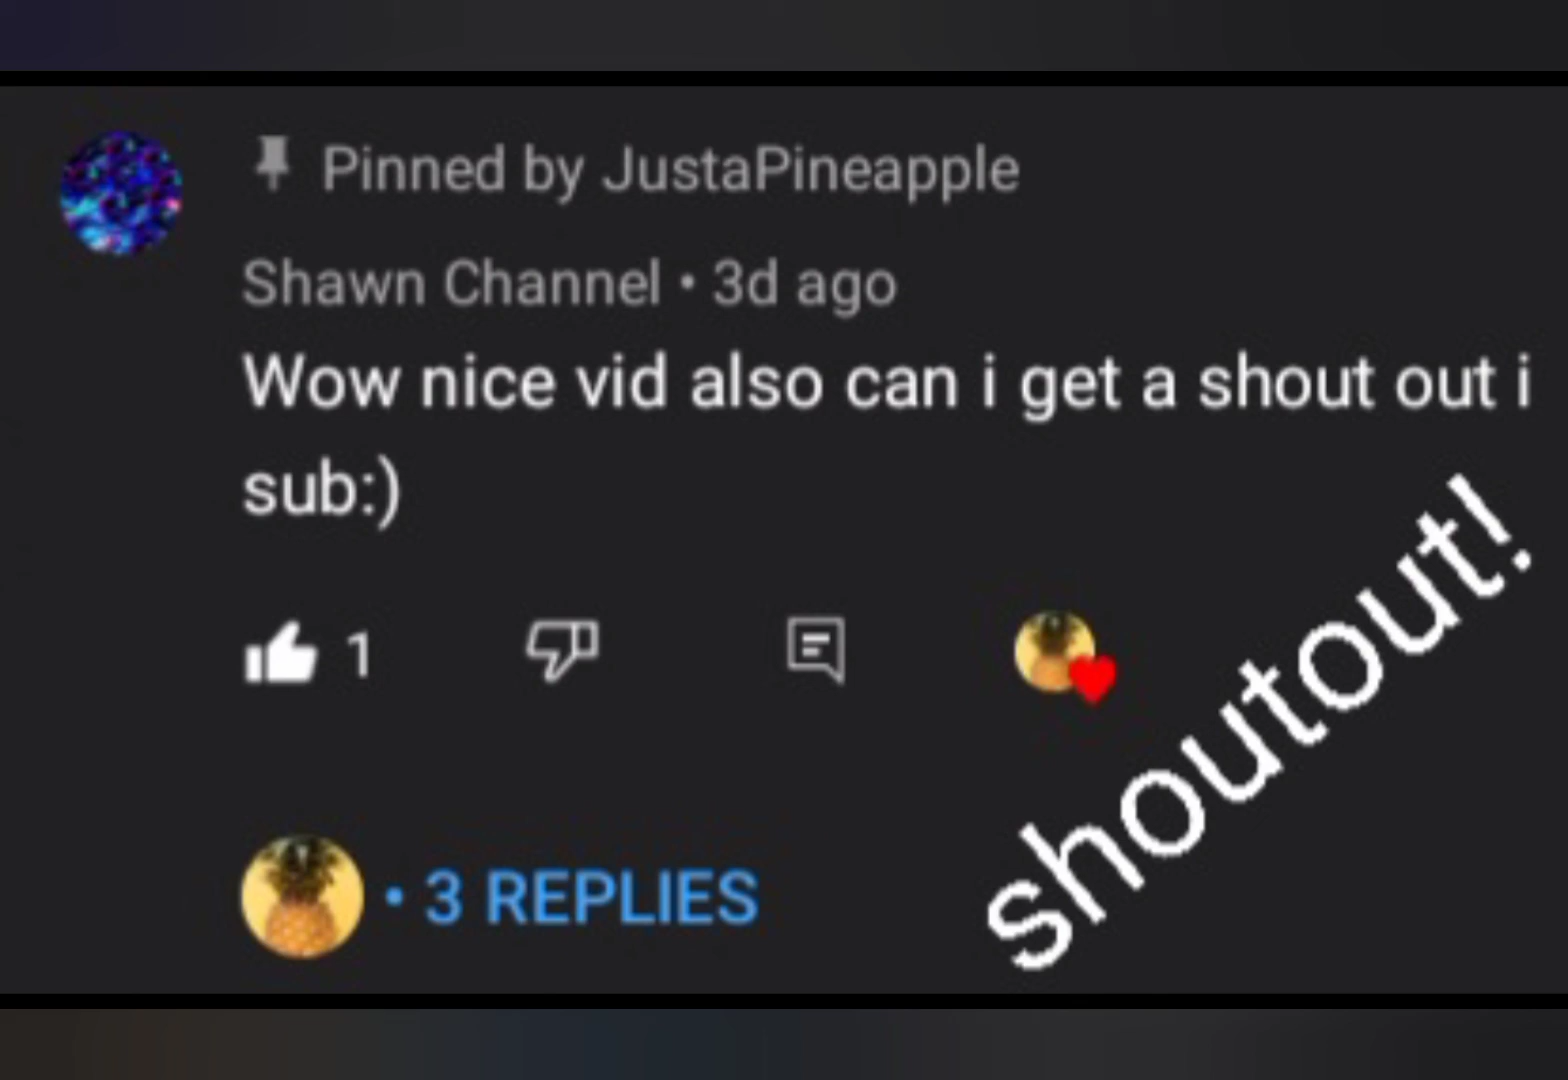 Pinned by JustaPineapple
Shawn Channel • 3d ago
Wow nice vid also can i get a shout out i
sub:)
1
• 3 REPLIES
shoutout!